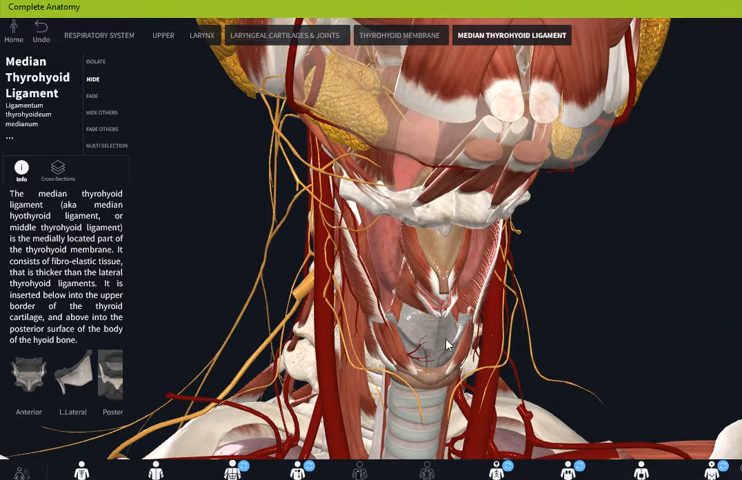 Complete Anatomy
Home
Undo
RESPIRATORY SYSTEM
UPPER
LARYNX
LARYNGEAL CARTILAGES & JOINTS
THYROHYOID MEMBRANE
MEDIAN THYROHYOID LIGAMENT
Median
Thyrohyoid
Ligament
Ligamentum
thyrohyoideum
medianum
...
ISOLATE
HIDE
FADE
HIDE OTHERS
FADE OTHERS
MULTI SELECTION
i
Info
Cross-Sections
The median thyrohyoid
ligament (aka median
hyothyroid ligament, or
middle thyrohyoid ligament)
is the medially located part of
the thyrohyoid membrane. It
consists of fibro-elastic tissue,
that is thicker than the lateral
thyrohyoid ligaments. It is
inserted below into the upper
border of the thyroid
cartilage, and above into the
posterior surface of the body
of the hyoid bone.
Anterior
L.Lateral
Poster